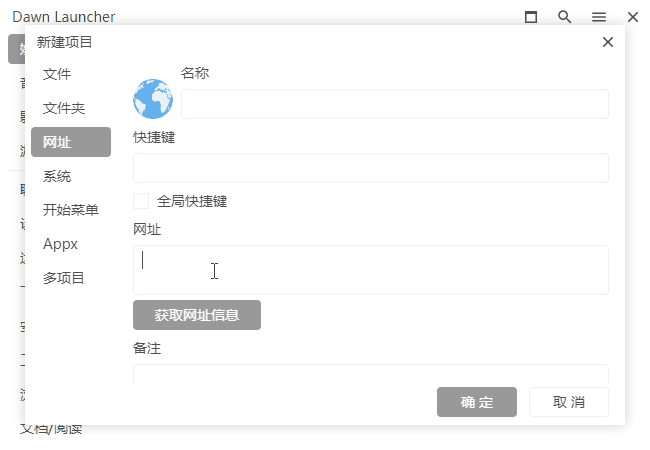 Dawn Launcher
新建项目
文件
文件夹
网址
系统
开始菜单
Appx
多项目
名称
快捷键
全局快捷键
网址
获取网址信息
备注
确 定
取 消
文档/阅读